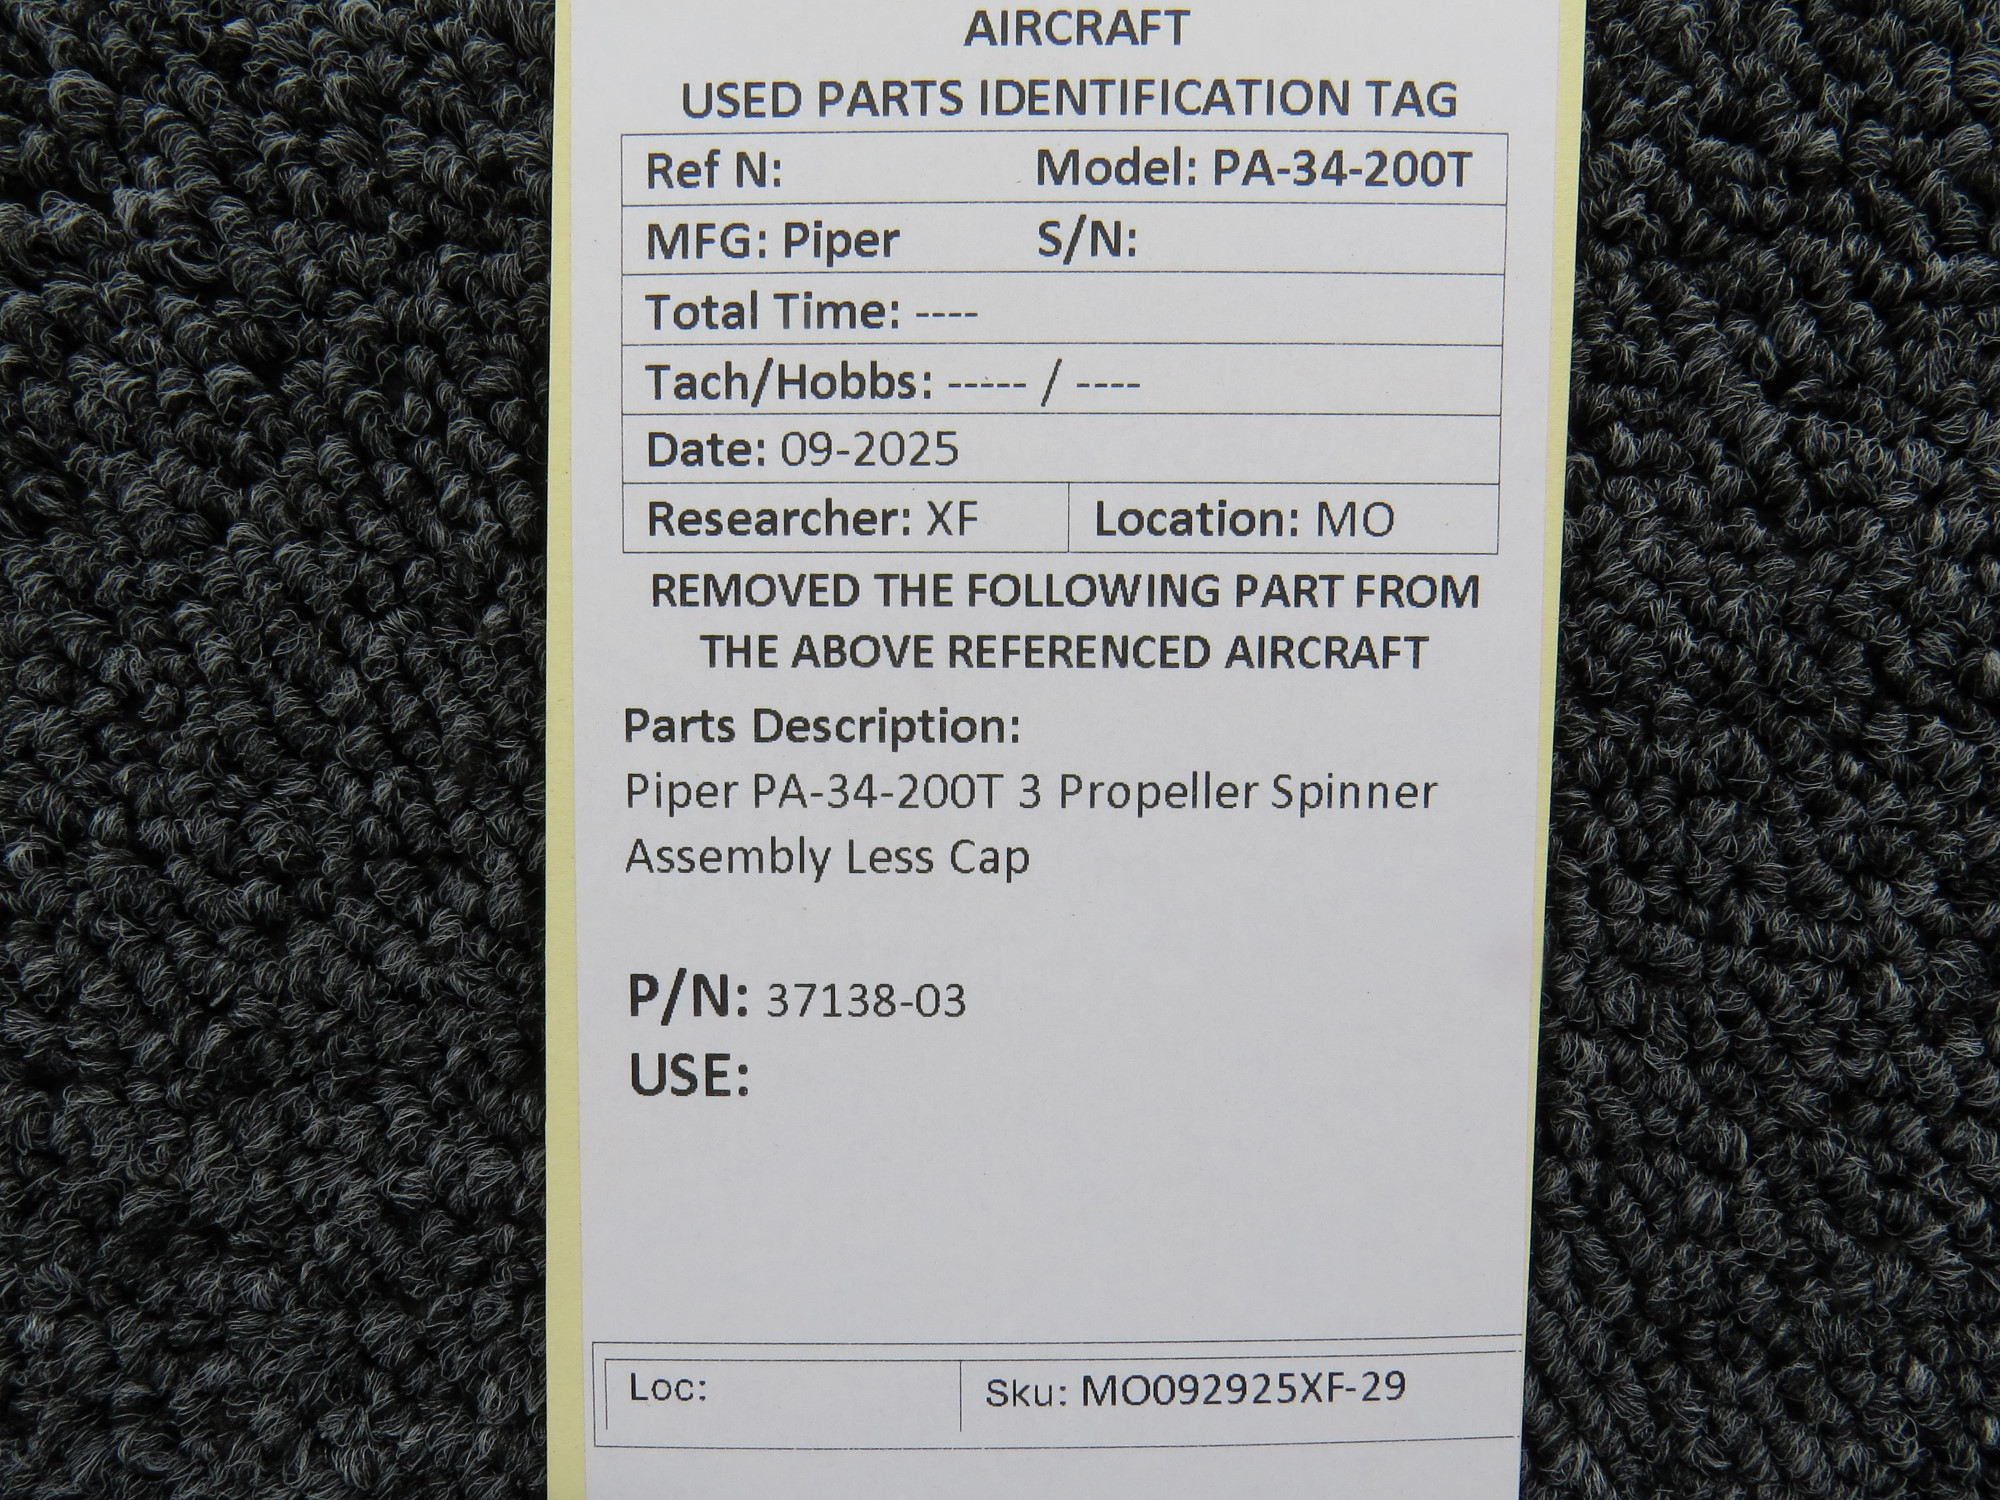 AIRCRAFT
USED PARTS IDENTIFICATION TAG
Ref N: Model: PA-34-200T
MFG: Piper S/N:
Total Time: ----
Tach/Hobbs: ----- / ----
Date: 09-2025
Researcher: XF Location: MO
REMOVED THE FOLLOWING PART FROM
THE ABOVE REFERENCED AIRCRAFT
Parts Description:
Piper PA-34-200T 3 Propeller Spinner
Assembly Less Cap
P/N: 37138-03
USE:
Loc: Sku: MO092925XF-29